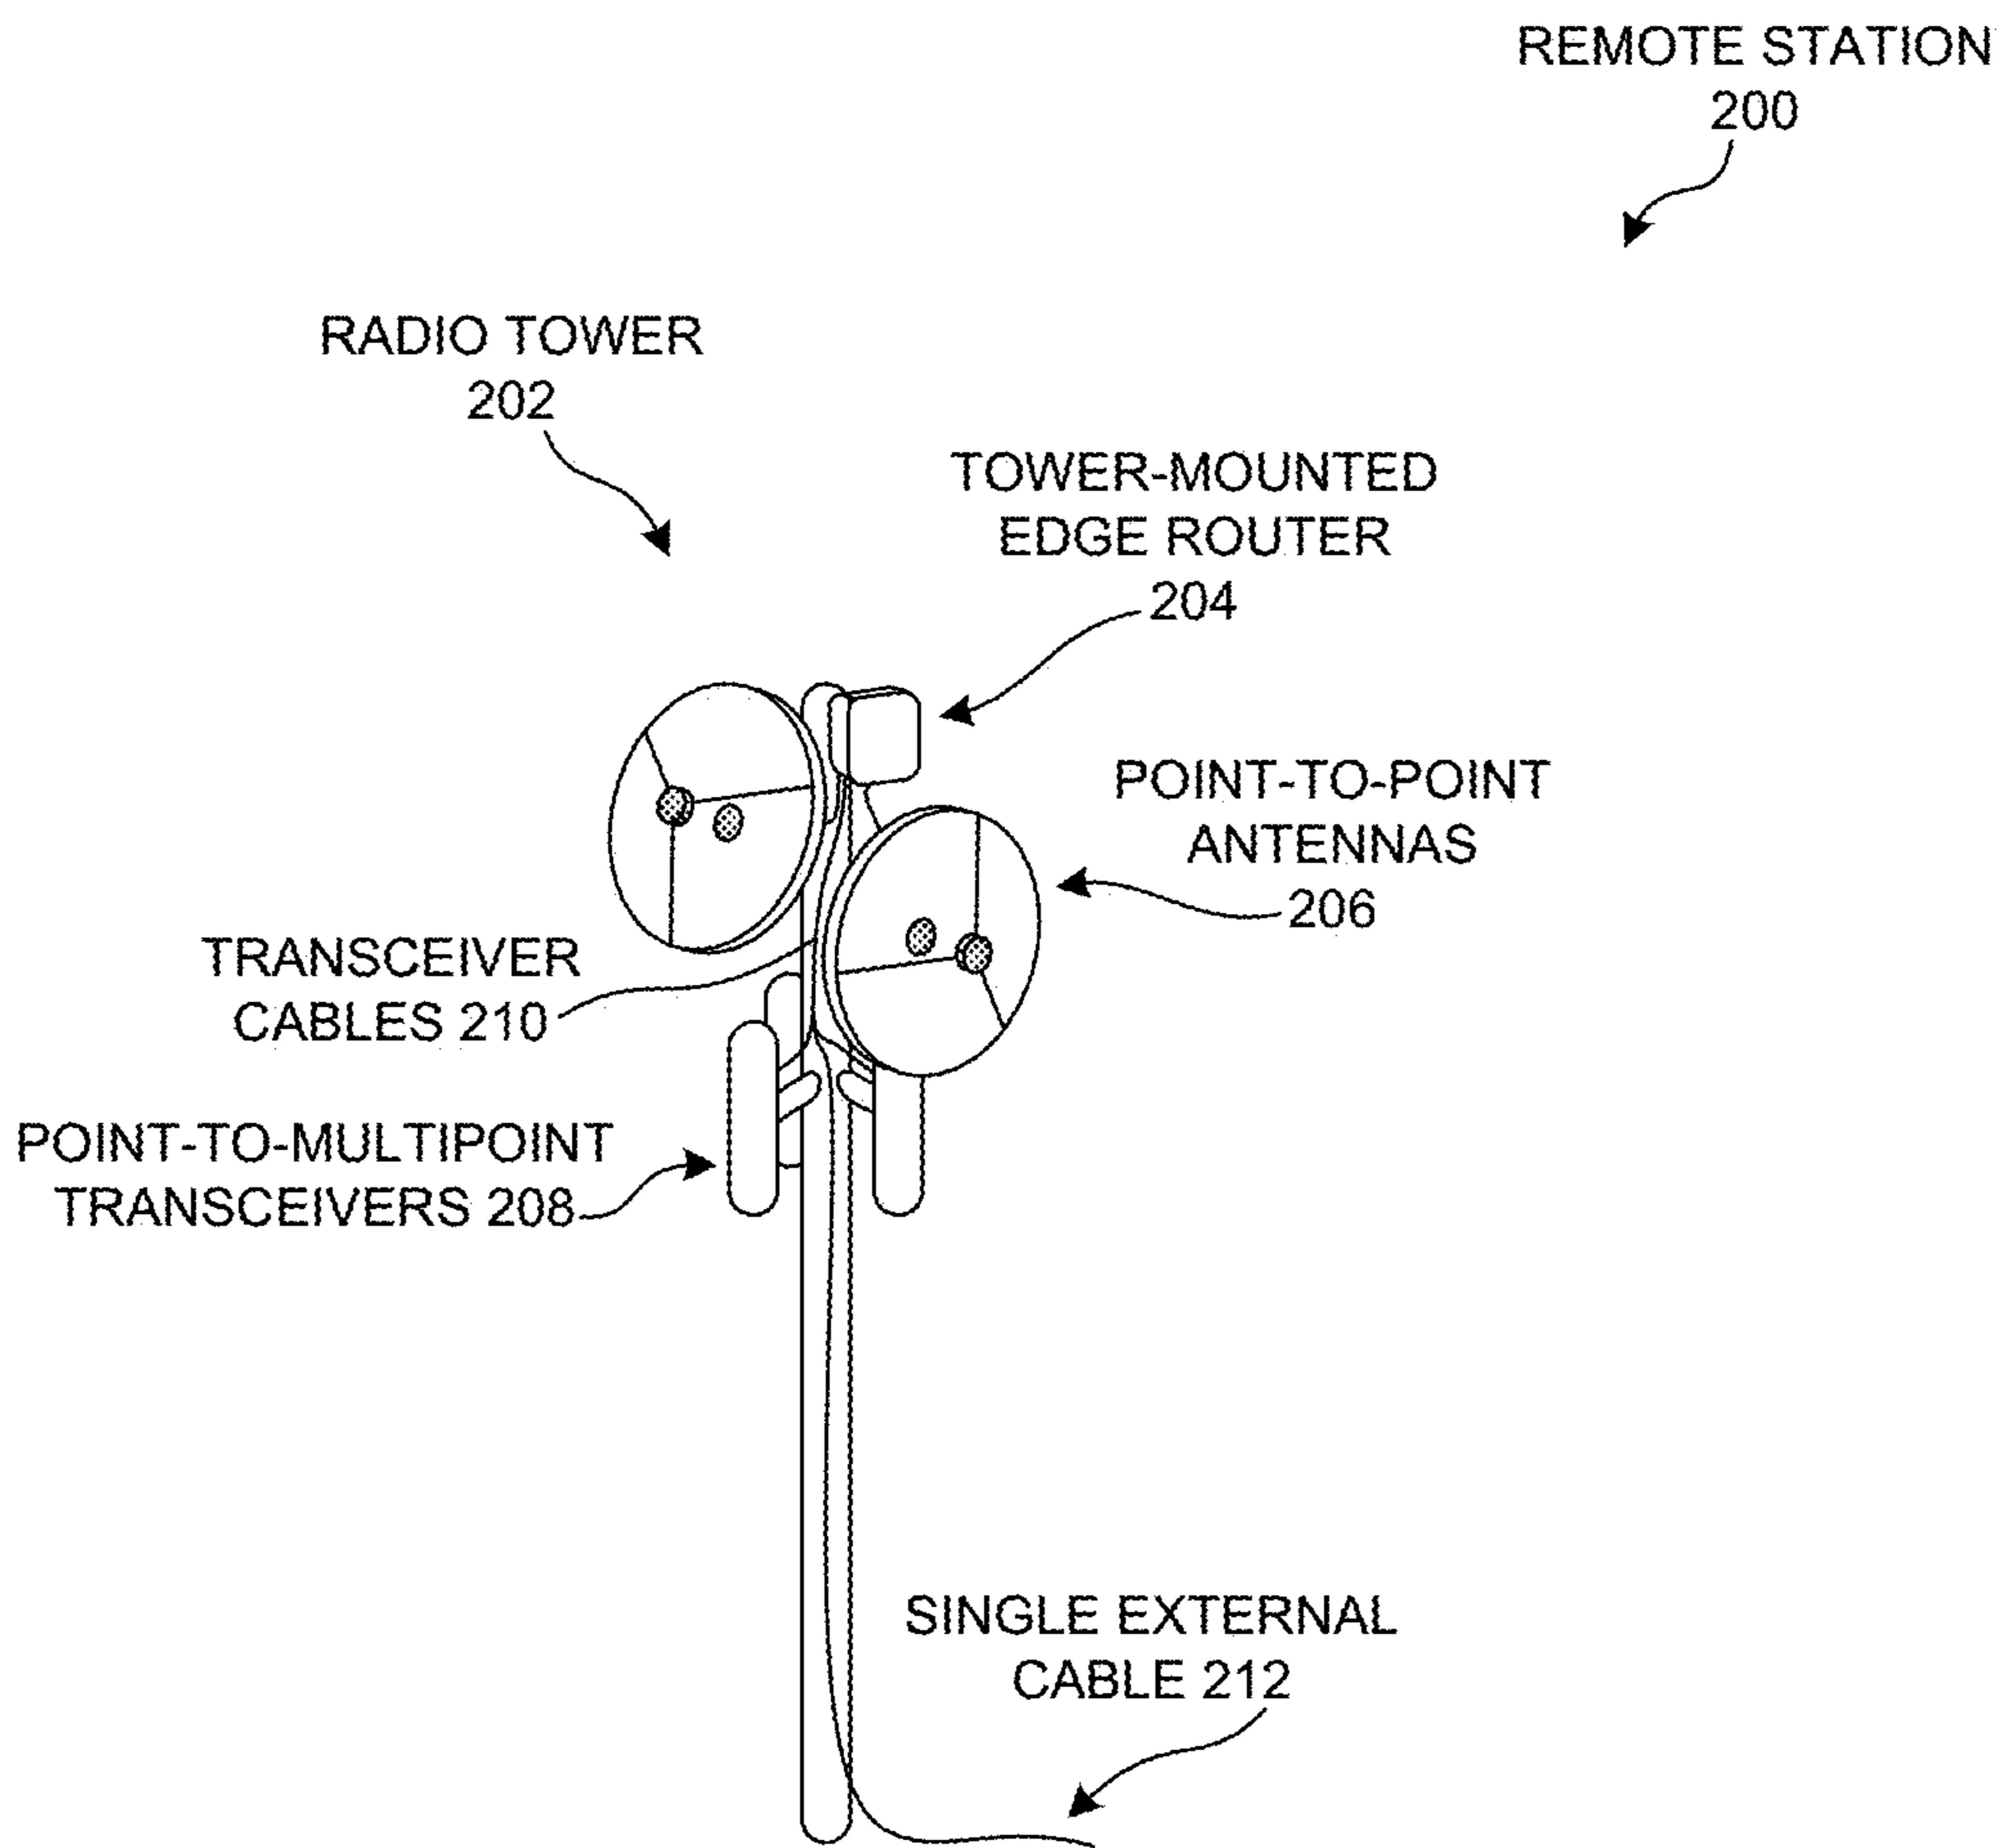 REMOTE STATION
200
RADIO TOWER
202
TOWER-MOUNTED
EDGE ROUTER
204
POINT-TO-POINT
ANTENNAS
206
TRANSCEIVER
CABLES 210
POINT-TO-MULTIPOINT
TRANSCEIVERS 208
SINGLE EXTERNAL
CABLE 212